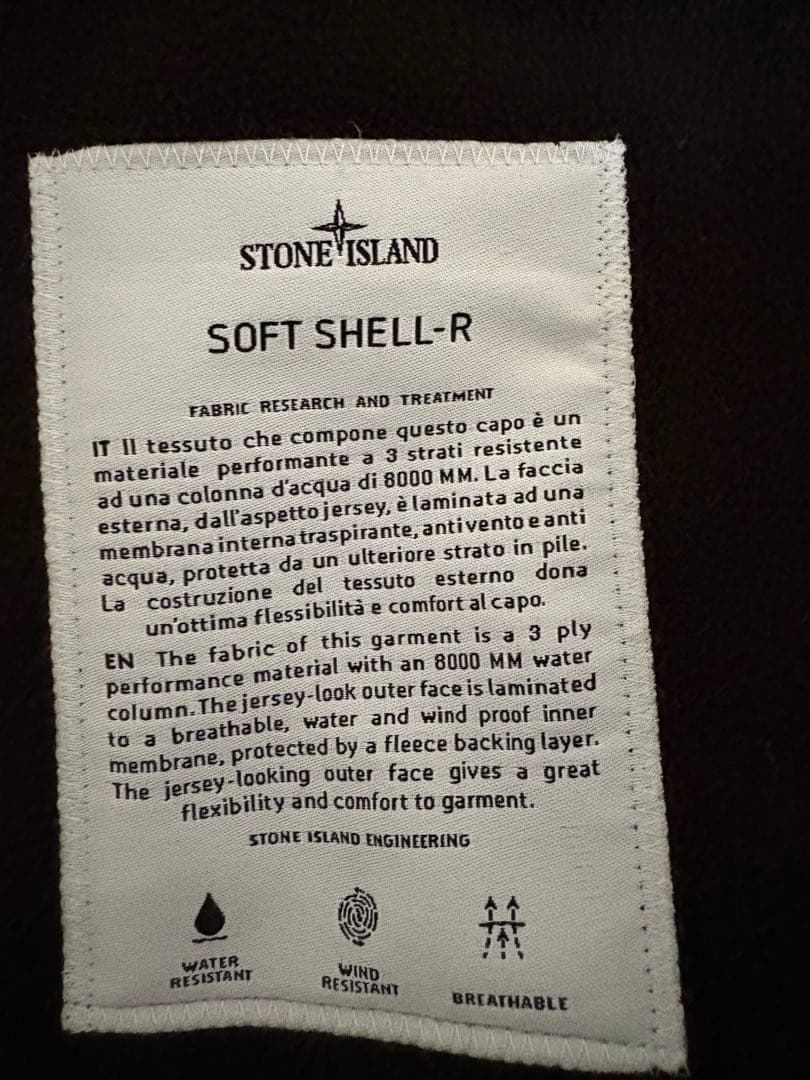 STONE ISLAND
SOFT SHELL-R
FABRIC RESEARCH AND TREATMENT
IT Il tessuto che compone questo capo è un
materiale performante a 3 strati resistente
ad una colonna d'acqua di 8000 MM. La faccia
esterna, dall'aspetto jersey, è laminata ad una
membrana interna traspirante, antivento e anti
acqua, protetta da un ulteriore strato in pile.
La costruzione del tessuto esterno dona
un'ottima flessibilità e comfort al capo.
EN The fabric of this garment is a 3 ply
performance material with an 8000 MM water
column. The jersey-look outer face is laminated
to a breathable, water and wind proof inner
membrane, protected by a fleece backing layer.
The jersey-looking outer face gives a great
flexibility and comfort to garment.
STONE ISLAND ENGINEERING
WATER
RESISTANT
WIND
RESISTANT
BREATHABLE